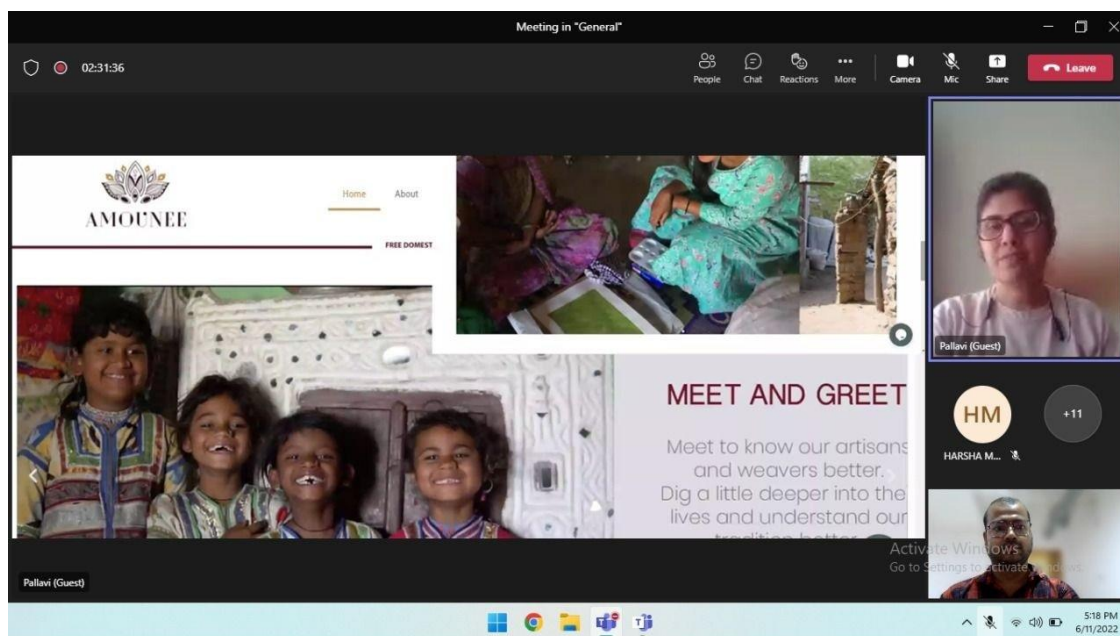 Meeting in "General"
02:31:36
People
Chat
Reactions
More
Camera
Mic
Share
Leave
AMOUNEE
Home
About
FREE DOMEST
MEET AND GREET
Meet to know our artisans
and weavers better.
Dig a little deeper into the
lives and understand our
tradition better
Pallavi (Guest)
HM
+11
HARSHA M...
Activate Windows
Go to Settings to activate Windows.
Pallavi (Guest)
5:18 PM
6/11/2022